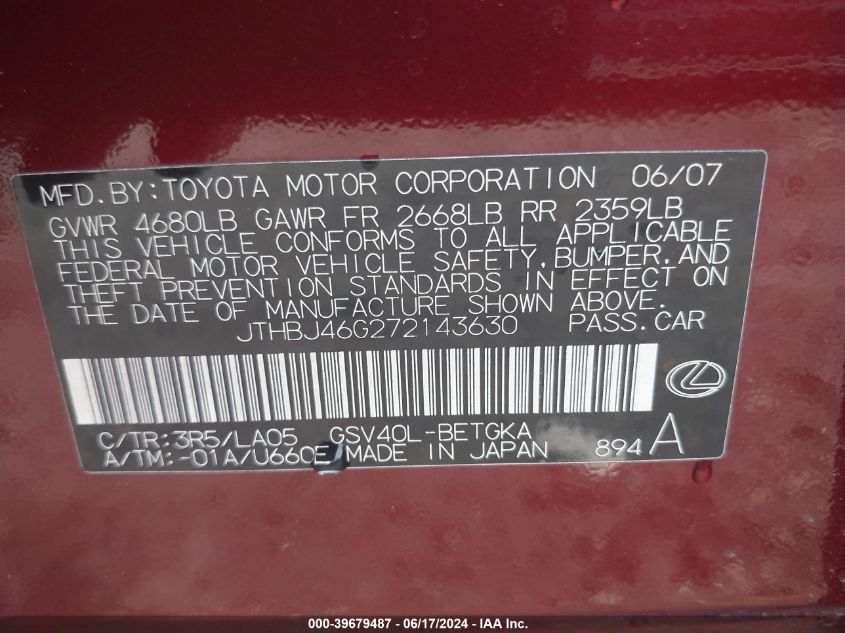 MFD.BY:TOYOTA MOTOR CORPORATION 06/07
GVWR 4680LB GAWR FR 2668LB RR 2359LB
THIS VEHICLE CONFORMS TO ALL APPLICABLE
FEDERAL MOTOR VEHICLE SAFETY,BUMPER,AND
THEFT PREVENTION STANDARDS IN EFFECT ON
THE DATE OF MANUFACTURE SHOWN ABOVE.
JTHBJ46G272143630 PASS.CAR
C/TR:3R5/LA05 GSV40L-BETGKA
A/TM:-01A/U660E MADE IN JAPAN 894 A
000-39679487 - 06/17/2024 - IAA Inc.